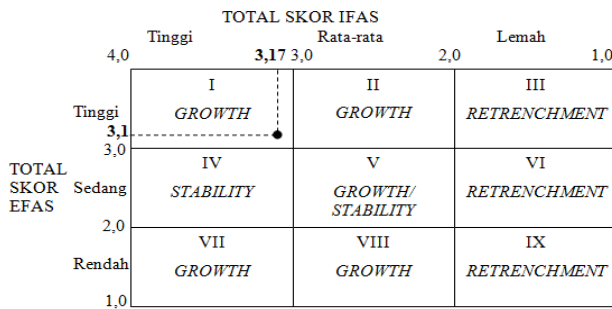 TOTAL SKOR IFAS
Tinggi Rata-rata Lemah
4,0 3,17 3,0 2,0 1,0
I II III
Tinggi GROWTH GROWTH RETRENCHMENT
3,1
3,0
IV V VI
TOTAL
SKOR Sedang STABILITY GROWTH/ RETRENCHMENT
STABILITY
EFAS
2,0
VII VIII IX
Rendah GROWTH GROWTH RETRENCHMENT
1,0